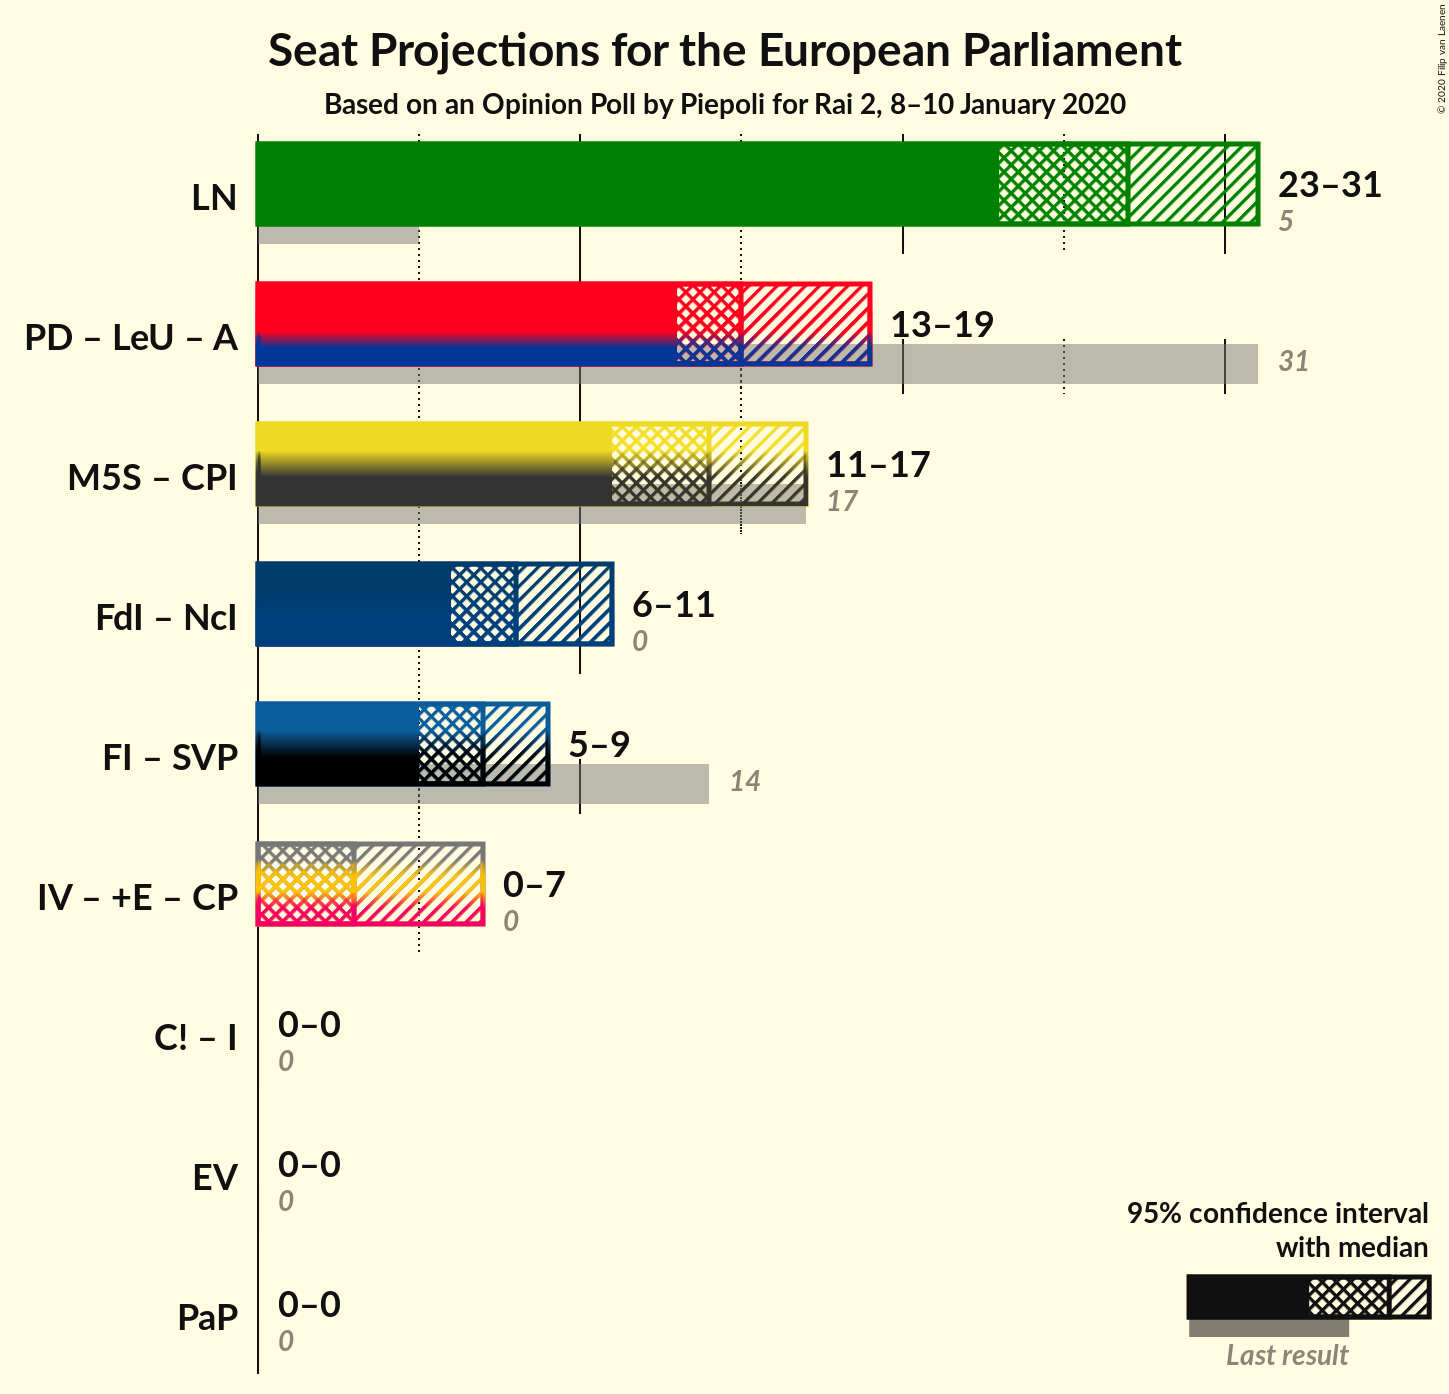 Seat Projections for the European Parliament
Based on an Opinion Poll by Piepoli for Rai 2, 8–10 January 2020
© 2020 Filip van Laenen
LN
23–31
5
PD – LeU – A
13–19
31
M5S – CPI
11–17
17
FdI – NcI
6–11
0
FI – SVP
5–9
14
IV – +E – CP
0–7
0
C! – I
0–0
0
EV
0–0
0
PaP
0–0
0
95% confidence interval
with median
Last result